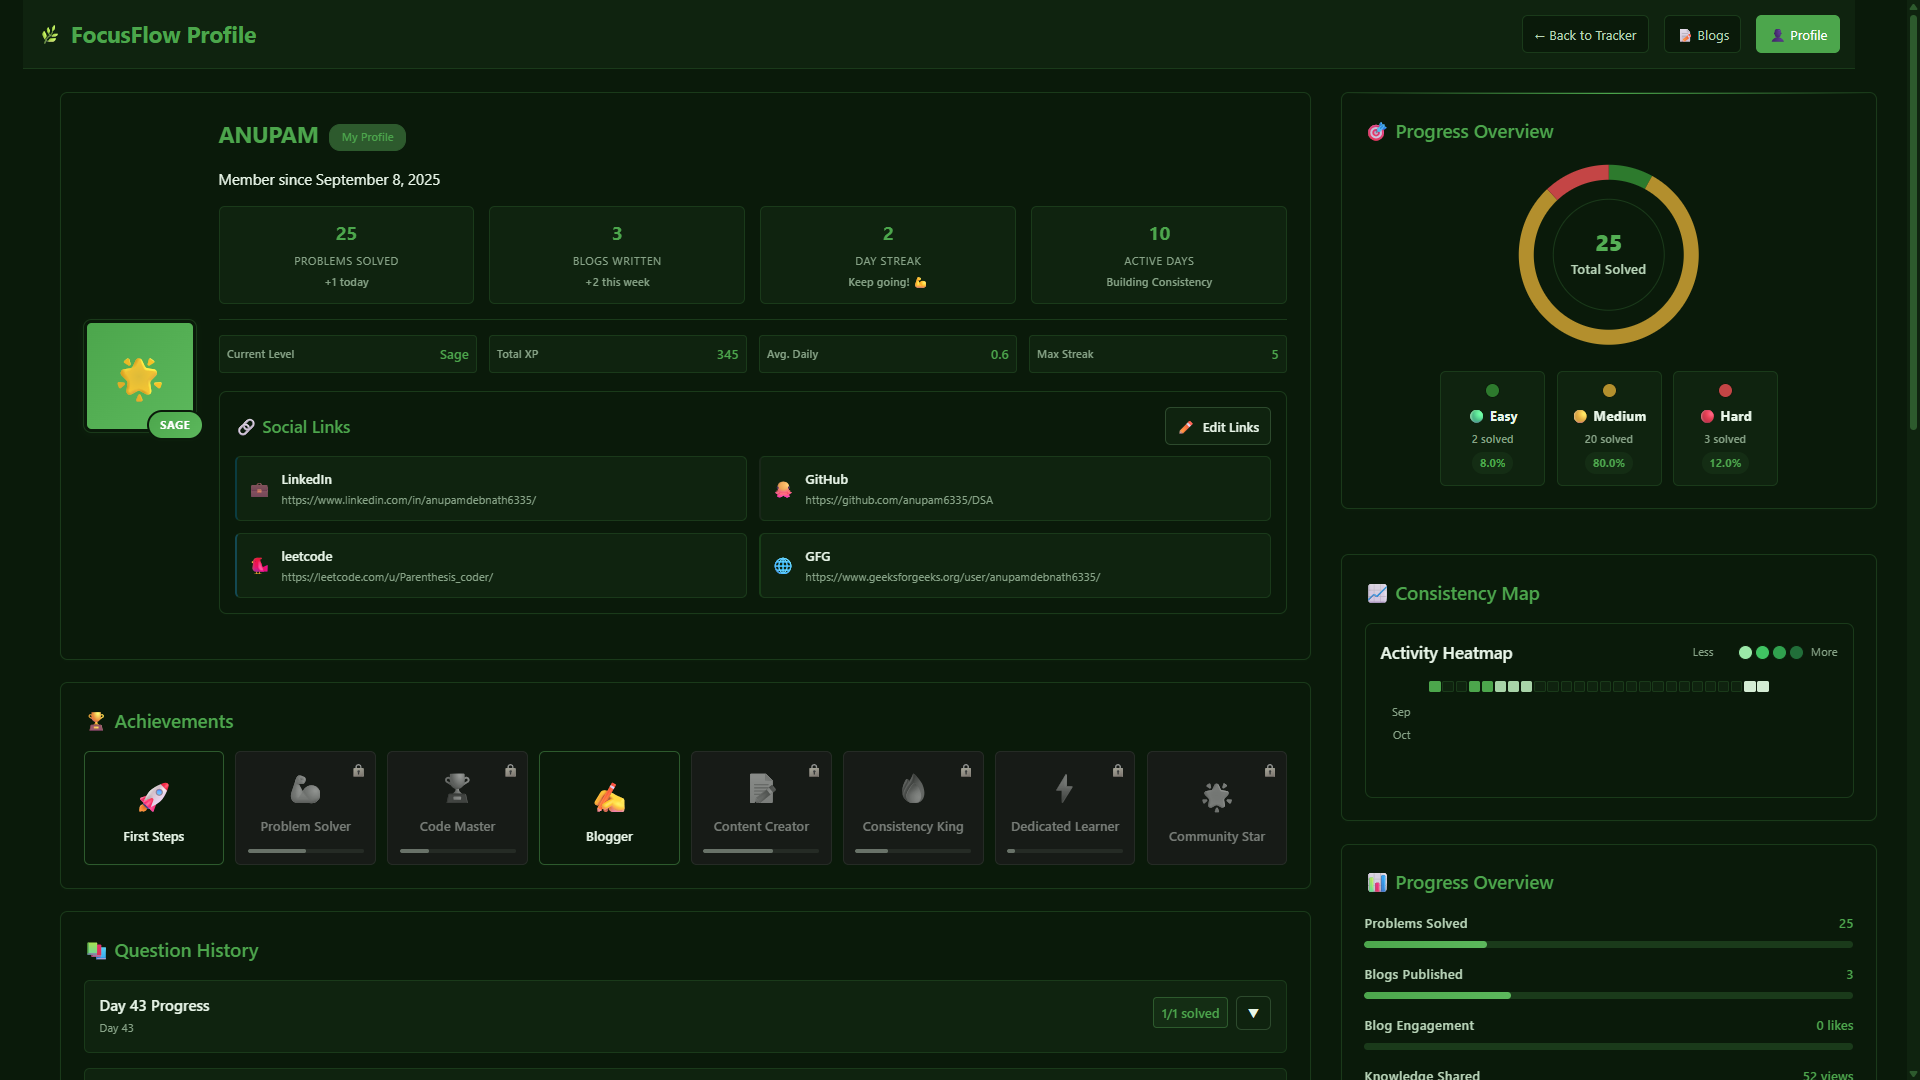 FocusFlow Profile
← Back to Tracker
Blogs
Profile
ANUPAM
My Profile
Member since September 8, 2025
25
PROBLEMS SOLVED
+1 today
3
BLOGS WRITTEN
+2 this week
2
DAY STREAK
Keep going! 💪
10
ACTIVE DAYS
Building Consistency
Current Level Sage
Total XP 345
Avg. Daily 0.6
Max Streak 5
SAGE
Social Links
Edit Links
LinkedIn
https://www.linkedin.com/in/anupamdebnath6335/
GitHub
https://github.com/anupam6335/DSA
leetcode
https://leetcode.com/u/Parenthesis_coder/
GFG
https://www.geeksforgeeks.org/user/anupamdebnath6335/
Achievements
First Steps
Problem Solver
Code Master
Blogger
Content Creator
Consistency King
Dedicated Learner
Community Star
Question History
Day 43 Progress
Day 43
1/1 solved
▼
Progress Overview
25
Total Solved
Easy
2 solved
8.0%
Medium
20 solved
80.0%
Hard
3 solved
12.0%
Consistency Map
Activity Heatmap
Less
More
Sep
Oct
Progress Overview
Problems Solved 25
Blogs Published 3
Blog Engagement 0 likes
Knowledge Shared 52 views